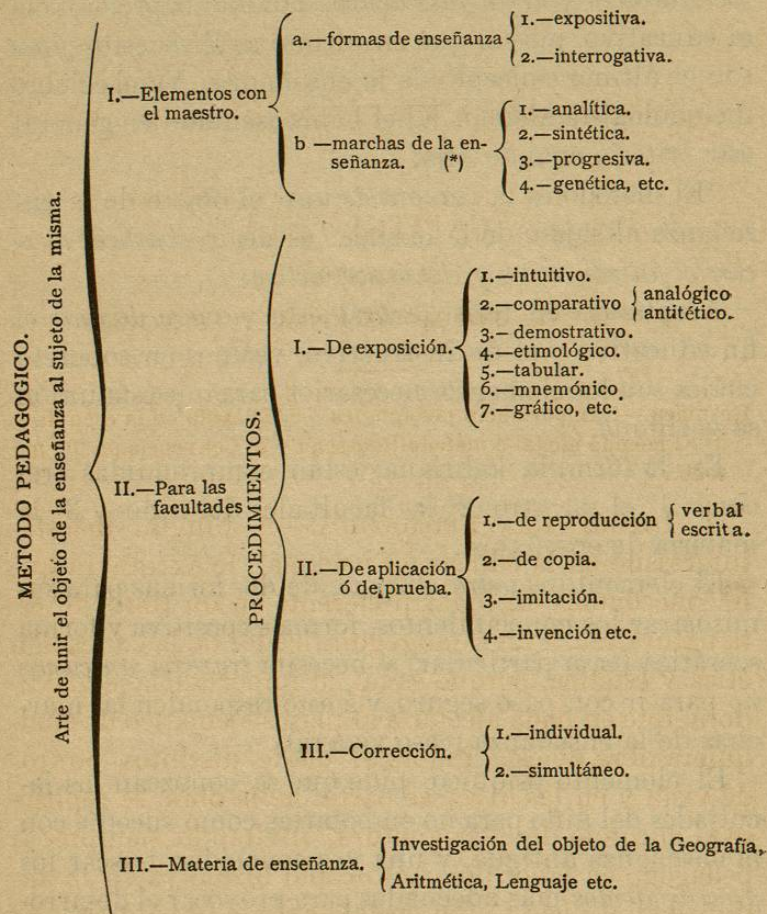 METODO PEDAGOGICO.
Arte de unir el objeto de la enseñanza al sujeto de la misma.
I.—Elementos con
el maestro.
a.—formas de enseñanza
1.—expositiva.
2.—interrogativa.
b —marchas de la en-
señanza. (*)
1.—analítica.
2.—sintética.
3.—progresiva.
4.—genética, etc.
II.—Para las
facultades
PROCEDIMIENTOS.
I.—De exposición.
1.—intuitivo.
2.—comparativo
analógico
antitético.
3.— demostrativo.
4.—etimológico.
5.—tabular.
6.—mnemónico.
7.—grático, etc.
II.—De aplicación
ó de prueba.
1.—de reproducción
verbal
escrita.
2.—de copia.
3.—imitación.
4.—invención etc.
III.—Corrección.
1.—individual.
2.—simultáneo.
III.—Materia de enseñanza.
Investigación del objeto de la Geografía,
Aritmética, Lenguaje etc.